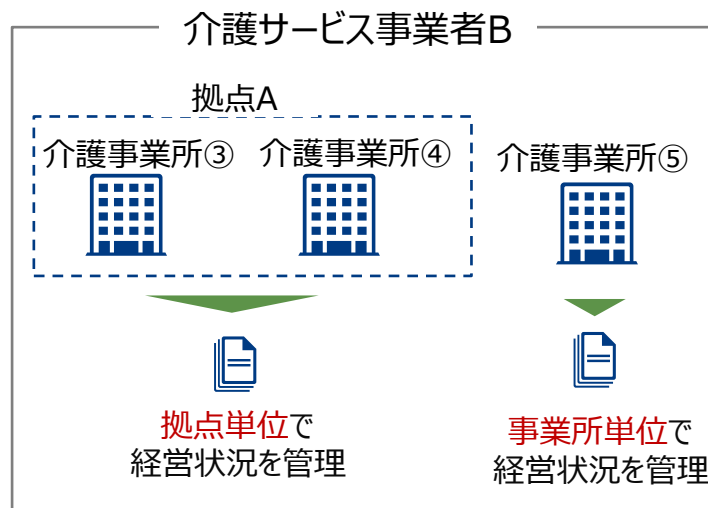 介護サービス事業者B
拠点A
介護事業所③
介護事業所④
介護事業所⑤
拠点単位で
経営状況を管理
事業所単位で
経営状況を管理